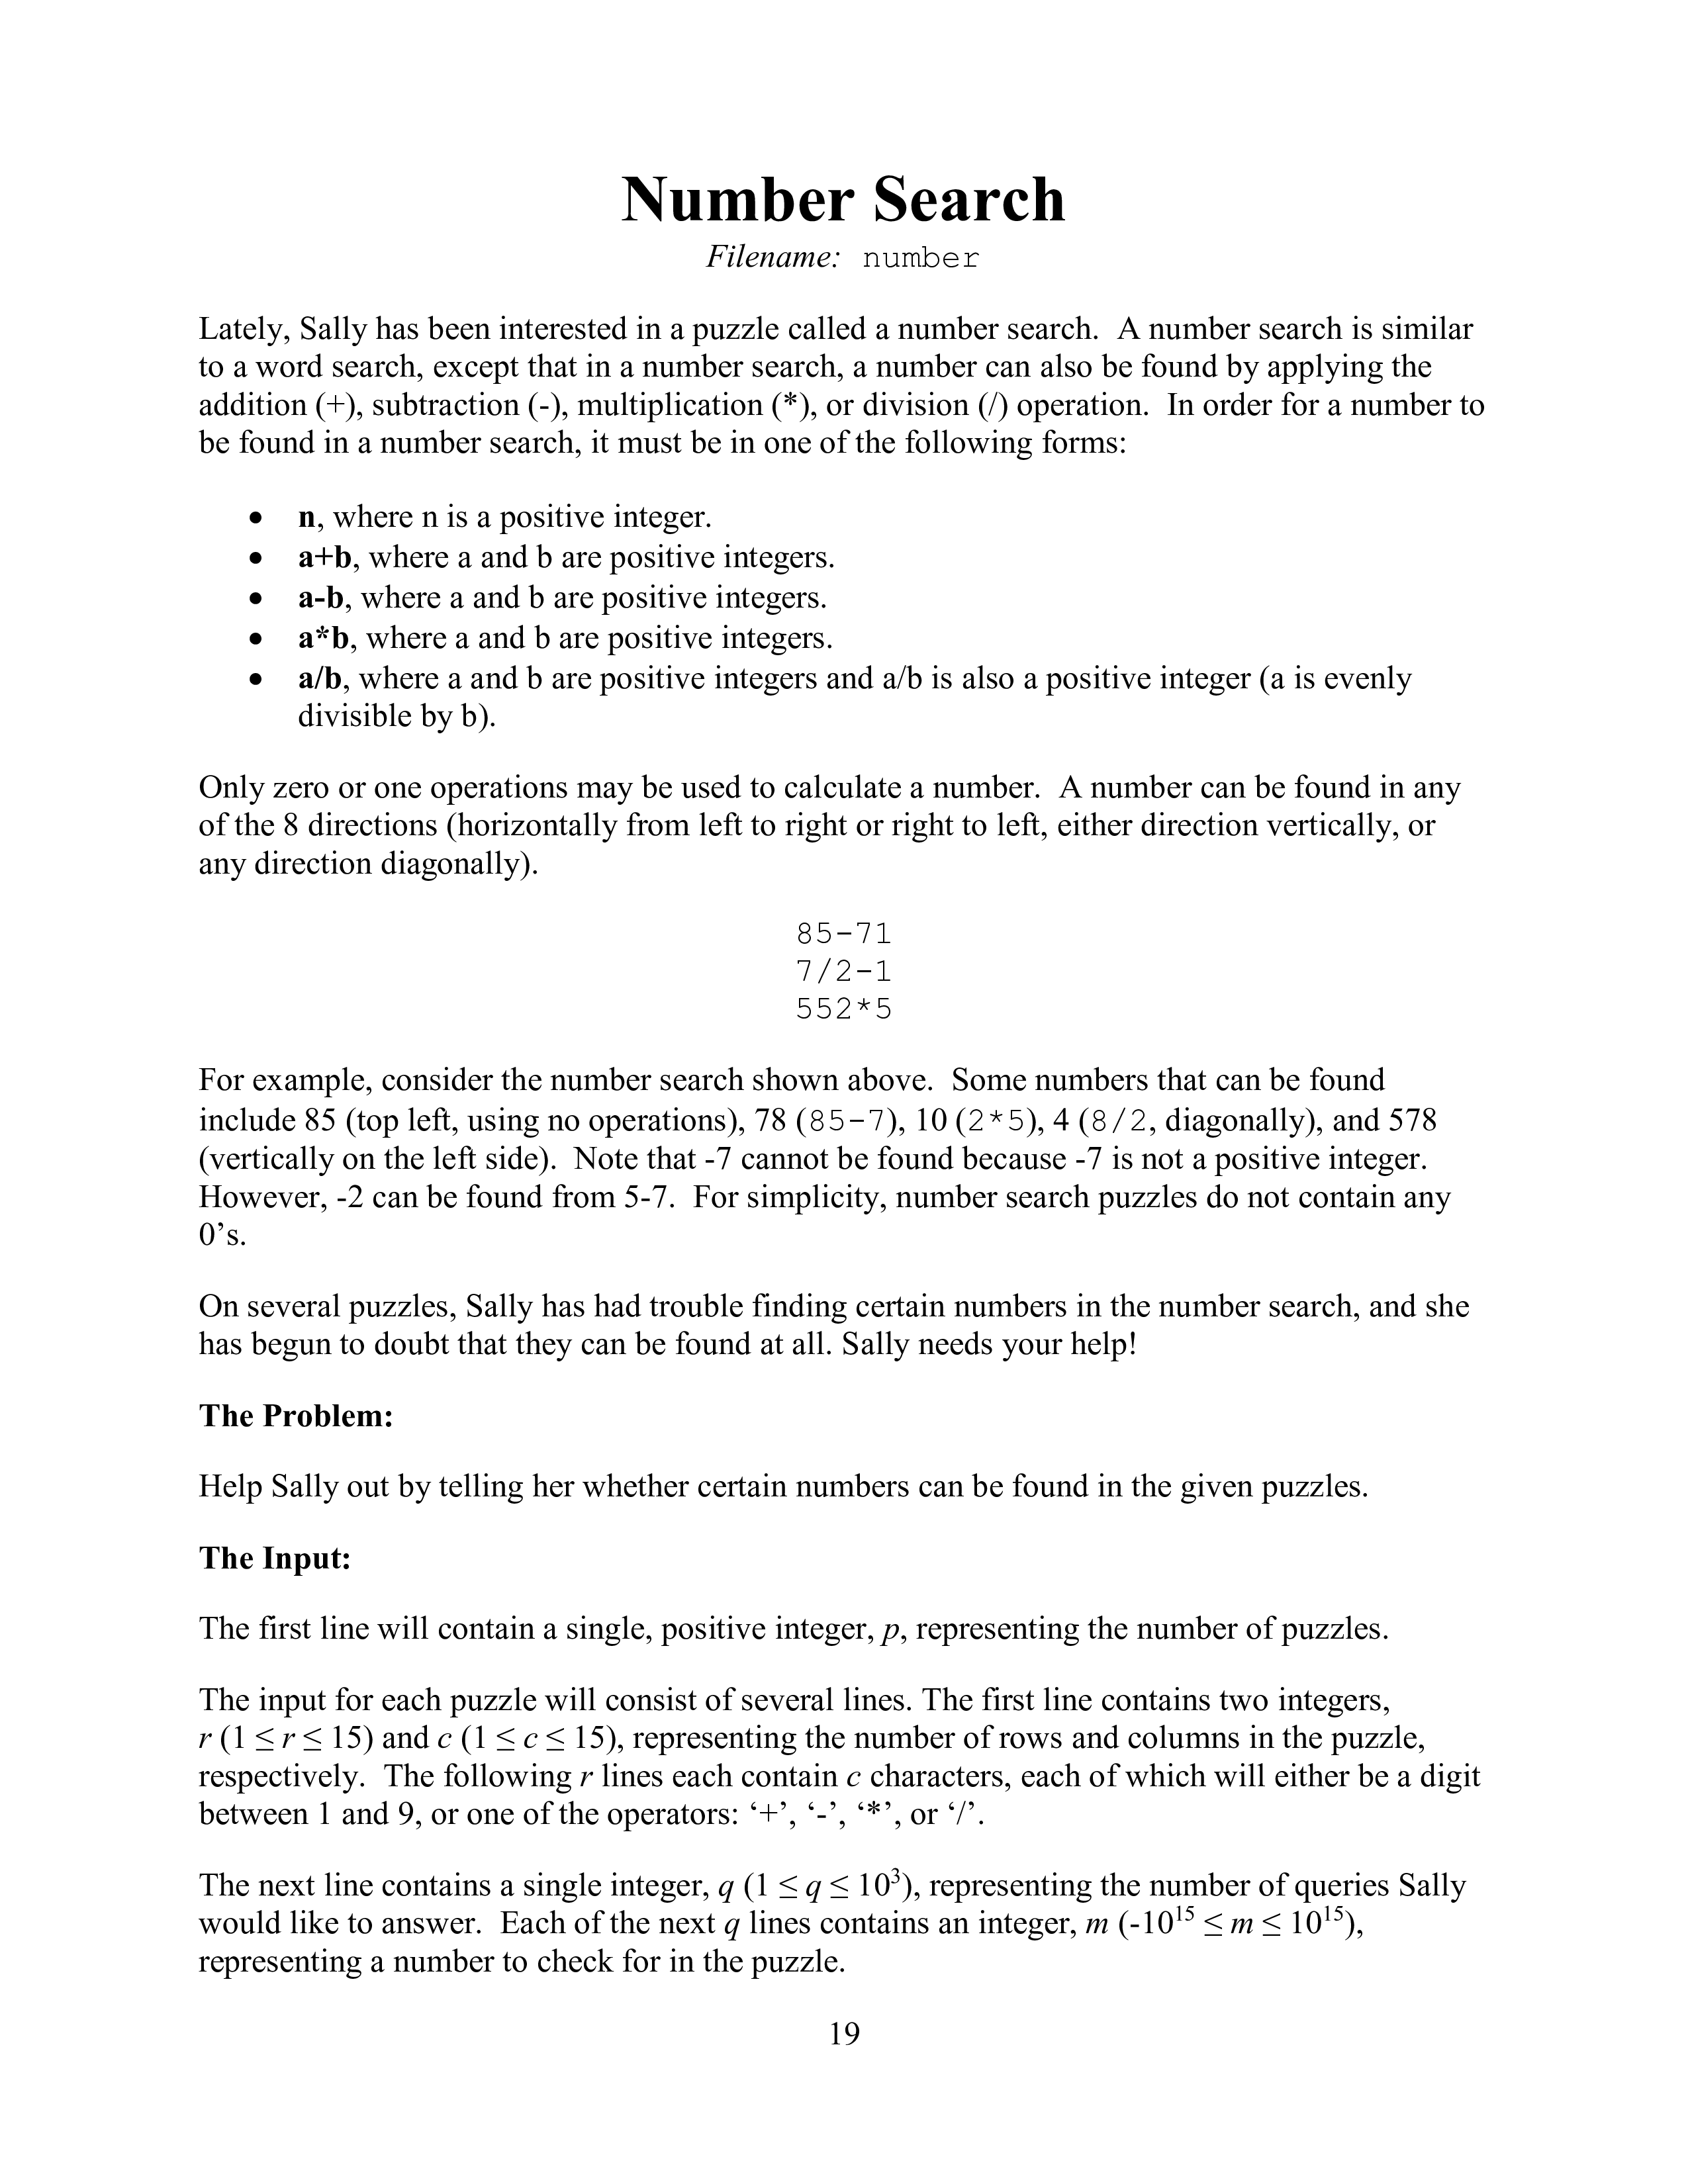 Number Search
Filename: number
Lately, Sally has been interested in a puzzle called a number search. A number search is similar
to a word search, except that in a number search, a number can also be found by applying the
addition (+), subtraction (-), multiplication (*), or division (/) operation. In order for a number to
be found in a number search, it must be in one of the following forms:
• n, where n is a positive integer.
• a+b, where a and b are positive integers.
• a-b, where a and b are positive integers.
• a*b, where a and b are positive integers.
• a/b, where a and b are positive integers and a/b is also a positive integer (a is evenly
divisible by b).
Only zero or one operations may be used to calculate a number. A number can be found in any
of the 8 directions (horizontally from left to right or right to left, either direction vertically, or
any direction diagonally).
85-71
7/2-1
552*5
For example, consider the number search shown above. Some numbers that can be found
include 85 (top left, using no operations), 78 (85-7), 10 (2*5), 4 (8/2, diagonally), and 578
(vertically on the left side). Note that -7 cannot be found because -7 is not a positive integer.
However, -2 can be found from 5-7. For simplicity, number search puzzles do not contain any
0’s.
On several puzzles, Sally has had trouble finding certain numbers in the number search, and she
has begun to doubt that they can be found at all. Sally needs your help!
The Problem:
Help Sally out by telling her whether certain numbers can be found in the given puzzles.
The Input:
The first line will contain a single, positive integer, p, representing the number of puzzles.
The input for each puzzle will consist of several lines. The first line contains two integers,
r (1 ≤ r ≤ 15) and c (1 ≤ c ≤ 15), representing the number of rows and columns in the puzzle,
respectively. The following r lines each contain c characters, each of which will either be a digit
between 1 and 9, or one of the operators: ‘+’, ‘-’, ‘*’, or ‘/’.
The next line contains a single integer, q (1 ≤ q ≤ 10³), representing the number of queries Sally
would like to answer. Each of the next q lines contains an integer, m (-10¹⁵ ≤ m ≤ 10¹⁵),
representing a number to check for in the puzzle.
19